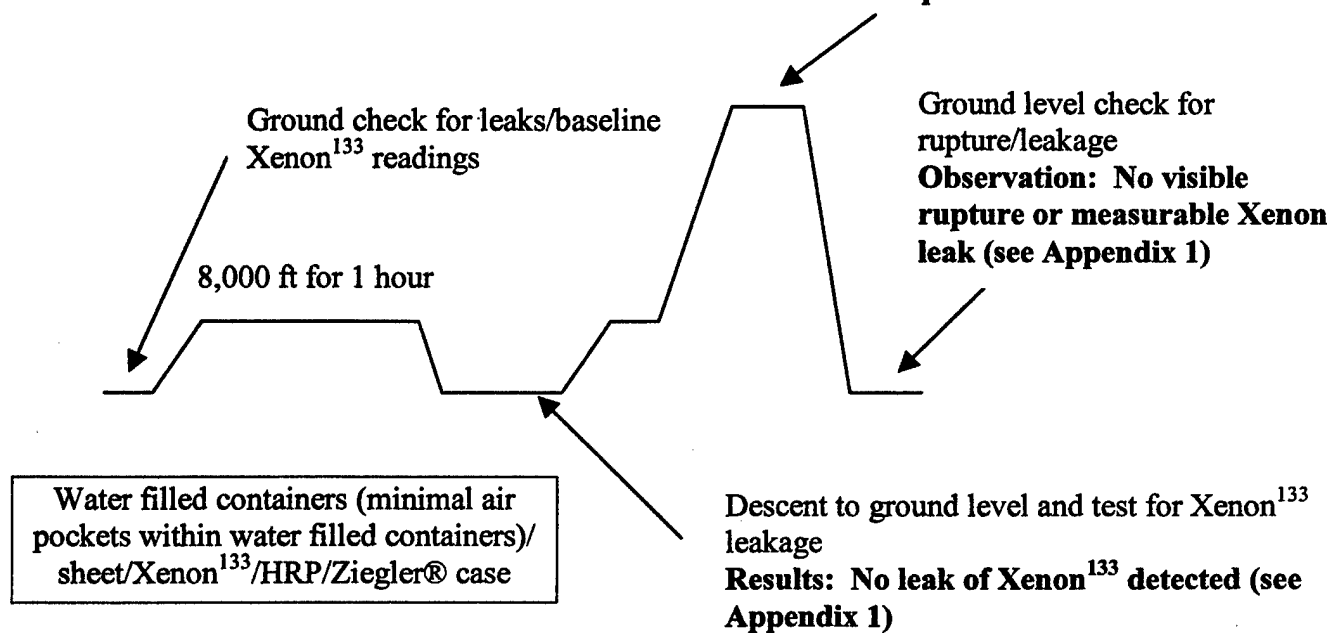 Ground check for leaks/baseline
Xenon¹³³ readings
Ground level check for
rupture/leakage
Observation: No visible
rupture or measurable Xenon
leak (see Appendix 1)
8,000 ft for 1 hour
Water filled containers (minimal air
pockets within water filled containers)/
sheet/Xenon¹³³/HRP/Ziegler® case
Descent to ground level and test for Xenon¹³³
leakage
Results: No leak of Xenon¹³³ detected (see
Appendix 1)